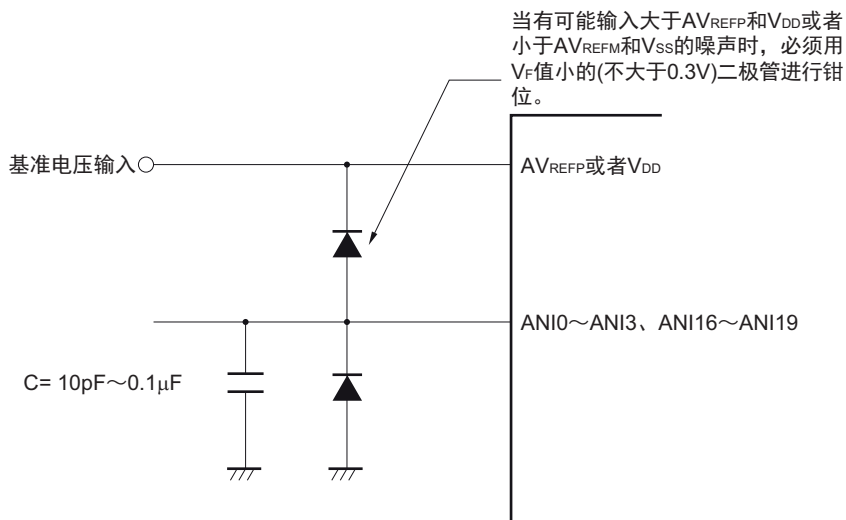 当有可能输入大于AVREFP和VDD或者
小于AVREFM和VSS的噪声时，必须用
VF值小的(不大于0.3V)二极管进行钳
位。
基准电压输入
AVREFP或者VDD
ANI0～ANI3、ANI16～ANI19
C= 10pF～0.1μF